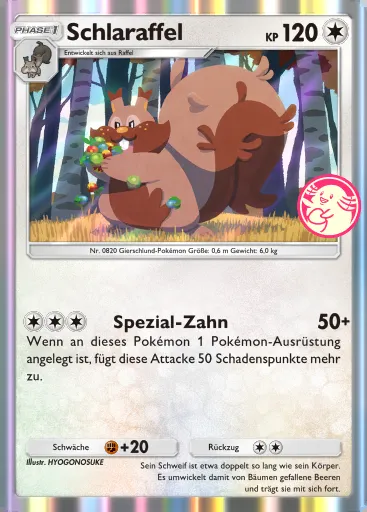 PHASE 1
Schlaraffel
KP 120
Entwickelt sich aus Raffel
Nr. 0820 Gierschlund-Pokémon Größe: 0,6 m Gewicht: 6,0 kg
Spezial-Zahn 50+
Wenn an dieses Pokémon 1 Pokémon-Ausrüstung
angelegt ist, fügt diese Attacke 50 Schadenspunkte mehr
zu.
Schwäche +20 Rückzug
Illustr. HYOGONOSUKE
Sein Schweif ist etwa doppelt so lang wie sein Körper.
Es umwickelt damit von Bäumen gefallene Beeren
und trägt sie mit sich fort.